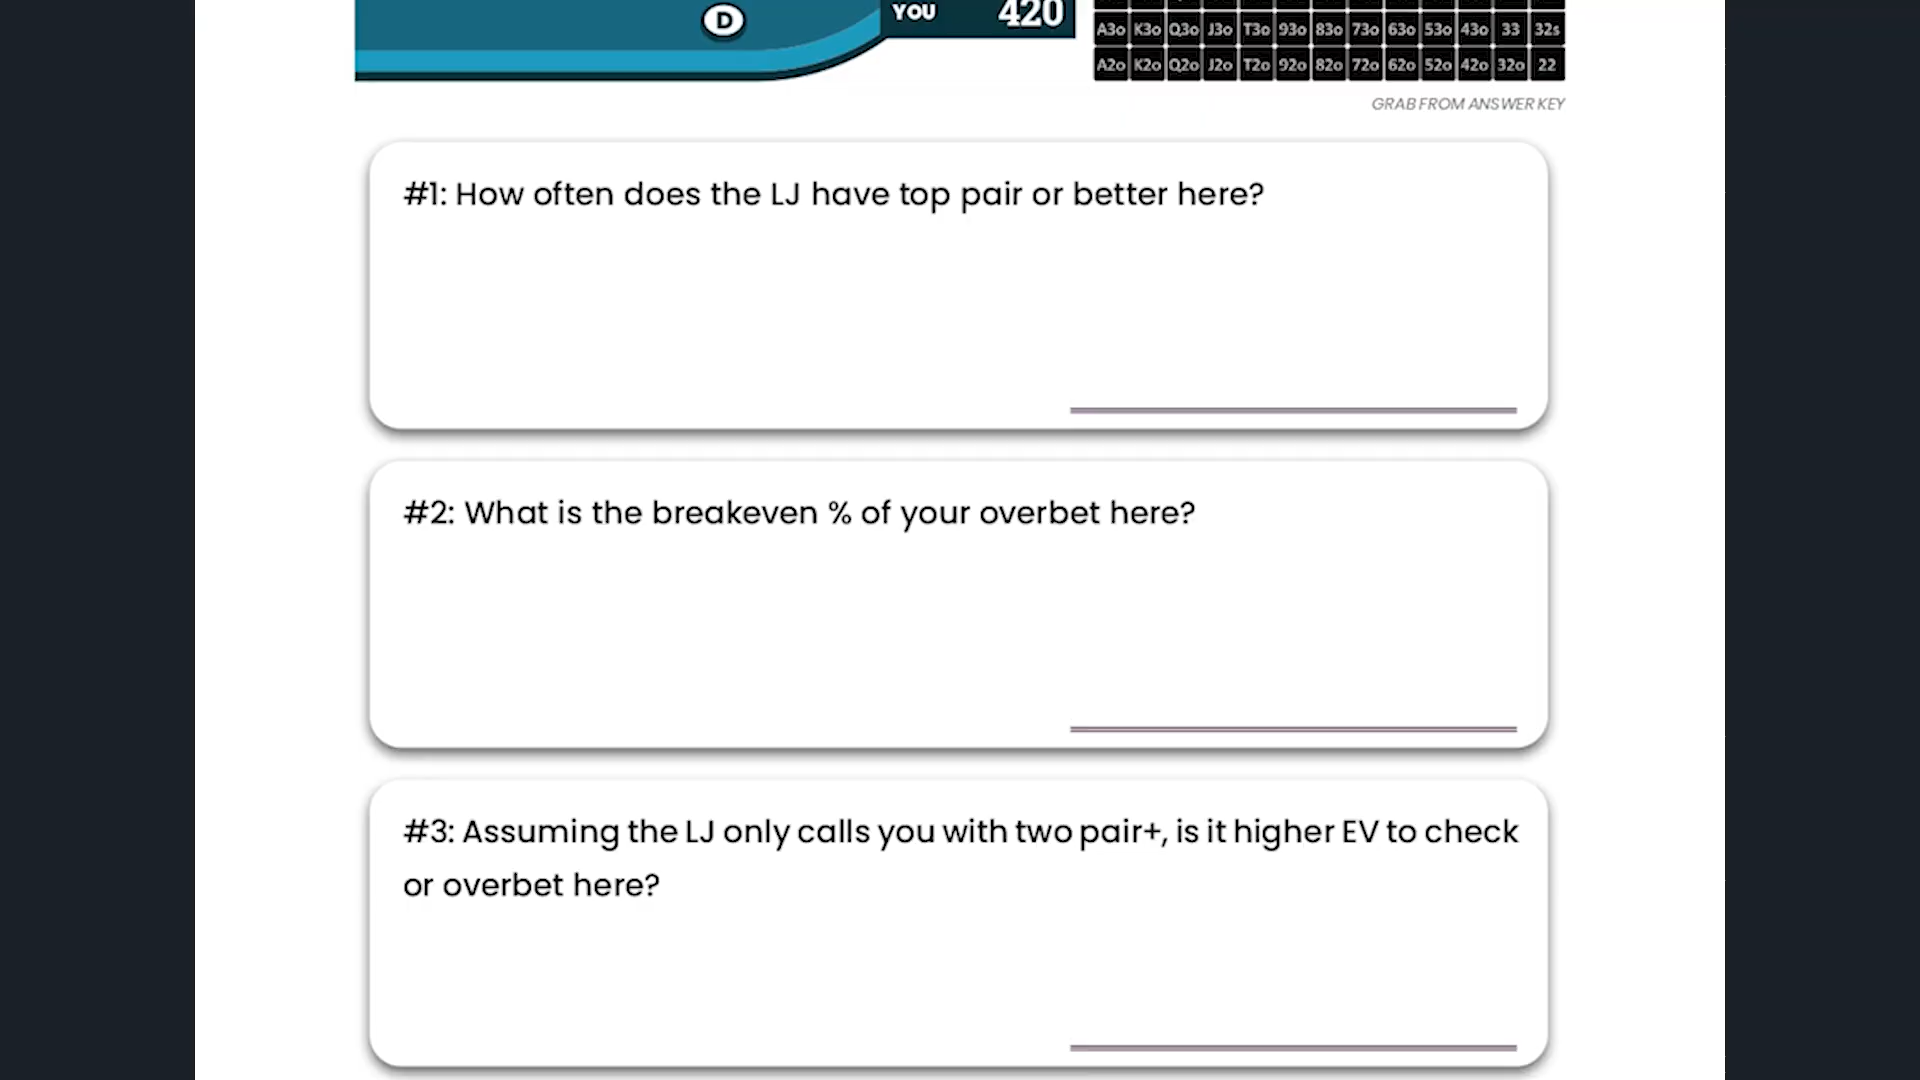 D
YOU 420
A3o K3o Q3o J3o T3o 93o 83o 73o 63o 53o 43o 33 32s
A2o K2o Q2o J2o T2o 92o 82o 72o 62o 52o 42o 32o 22
GRAB FROM ANSWER KEY
#1: How often does the LJ have top pair or better here?
#2: What is the breakeven % of your overbet here?
#3: Assuming the LJ only calls you with two pair+, is it higher EV to check
or overbet here?